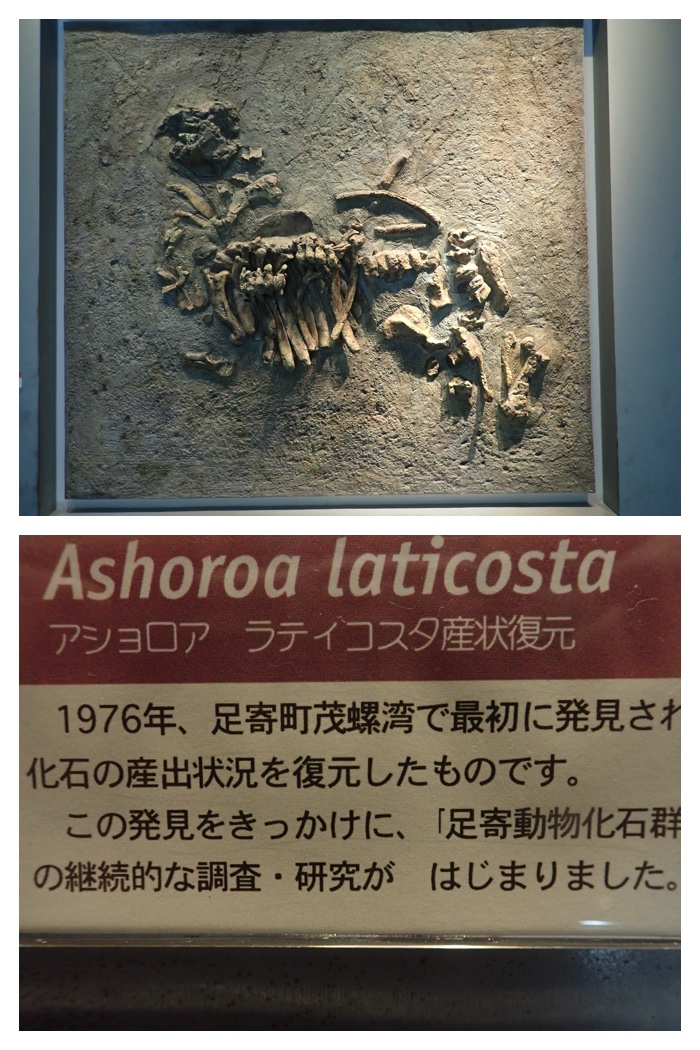 Ashoroa laticosta
アショロア　ラティコスタ産状復元
1976年、足寄町茂螺湾で最初に発見され
化石の産出状況を復元したものです。
この発見をきっかけに、「足寄動物化石群
の継続的な調査・研究が　はじまりました。